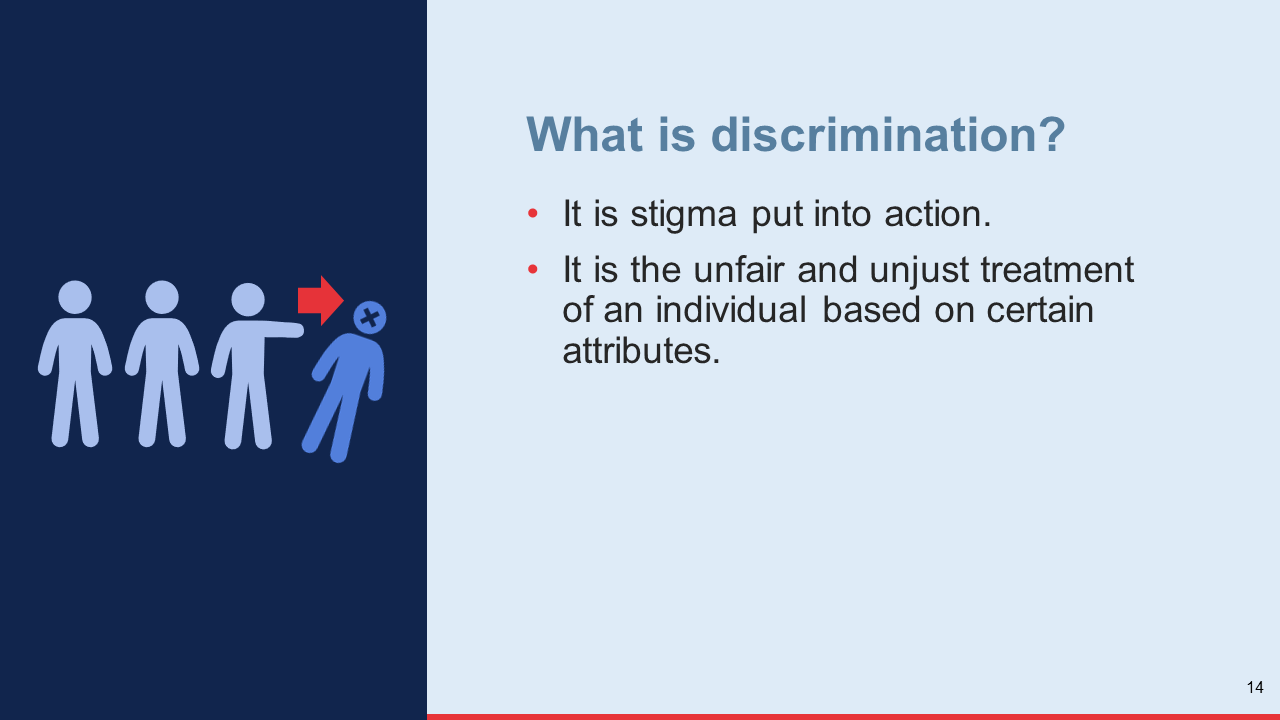 What is discrimination?
• It is stigma put into action.
• It is the unfair and unjust treatment
of an individual based on certain
attributes.
14